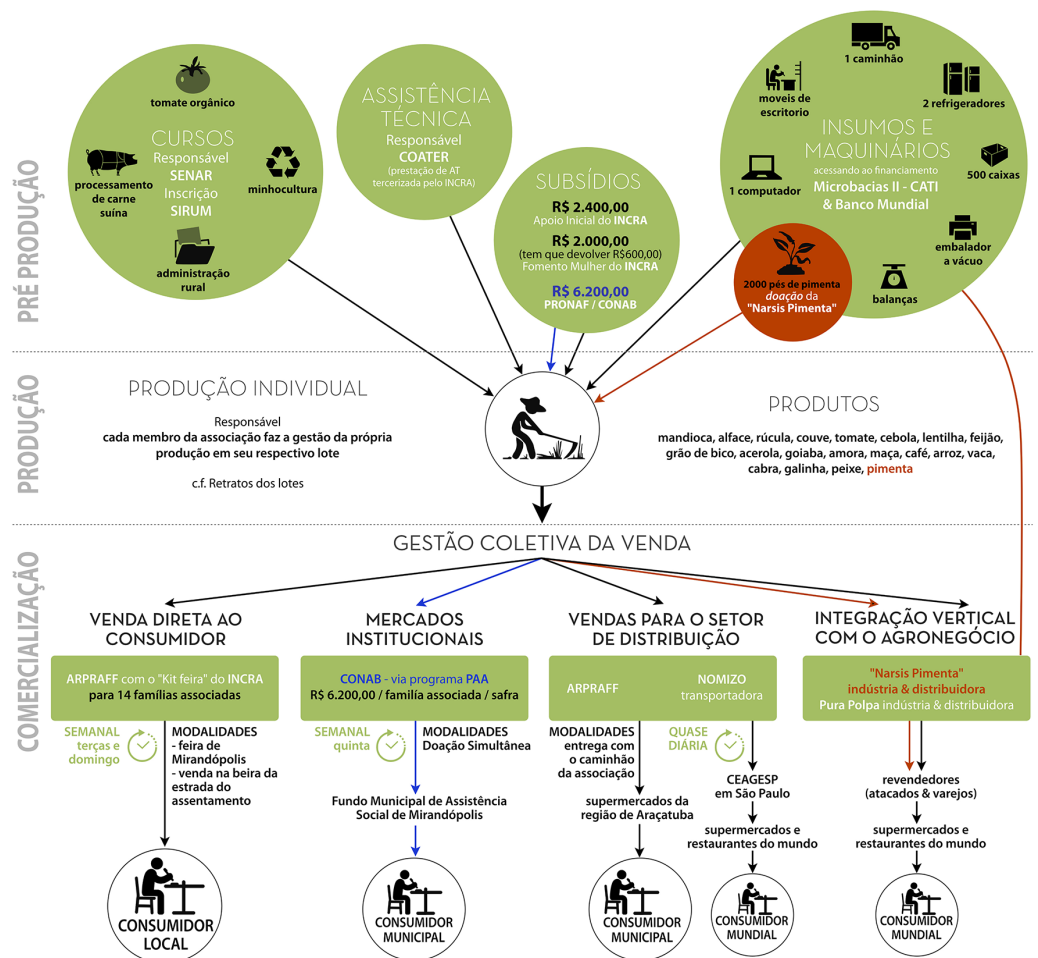 PRÉ PRODUÇÃO
tomate orgânico
CURSOS
Responsável
SENAR
Inscrição
SIRUM
processamento
de carne
suína
minhocultura
administração
rural
ASSISTÊNCIA
TÉCNICA
Responsável
COATER
(prestação de AT
tercerizada pelo INCRA)
SUBSÍDIOS
R$ 2.400,00
Apoio Inicial do INCRA
R$ 2.000,00
(tem que devolver R$600,00)
Fomento Mulher do INCRA
R$ 6.200,00
PRONAF / CONAB
1 caminhão
moveis de
escritorio
2 refrigeradores
INSUMOS E
MAQUINÁRIOS
acessando ao financiamento
Microbacias II - CATI
& Banco Mundial
1 computador
500 caixas
embalador
a vácuo
balanças
2000 pés de pimenta
doação da
"Narsis Pimenta"
PRODUÇÃO
PRODUÇÃO INDIVIDUAL
Responsável
cada membro da associação faz a gestão da própria
produção em seu respectivo lote
c.f. Retratos dos lotes
PRODUTOS
mandioca, alface, rúcula, couve, tomate, cebola, lentilha, feijão,
grão de bico, acerola, goiaba, amora, maça, café, arroz, vaca,
cabra, galinha, peixe, pimenta
COMERCIALIZAÇÃO
GESTÃO COLETIVA DA VENDA
VENDA DIRETA AO
CONSUMIDOR
ARPRAFF com o "Kit feira" do INCRA
para 14 famílias associadas
SEMANAL
terças e
domingo
MODALIDADES
- feira de
Mirandópolis
- venda na beira da
estrada do
assentamento
CONSUMIDOR
LOCAL
MERCADOS
INSTITUCIONAIS
CONAB - via programa PAA
R$ 6.200,00 / familía associada / safra
SEMANAL
quinta
MODALIDADES
Doação Simultânea
Fundo Municipal de Assistência
Social de Mirandópolis
CONSUMIDOR
MUNICIPAL
VENDAS PARA O SETOR
DE DISTRIBUIÇÃO
ARPRAFF
NOMIZO
transportadora
MODALIDADES
entrega com
o caminhão
da associação
QUASE
DIÁRIA
supermercados da
região de Araçatuba
CONSUMIDOR
MUNICIPAL
CEAGESP
em São Paulo
supermercados e
restaurantes do mundo
CONSUMIDOR
MUNDIAL
INTEGRAÇÃO VERTICAL
COM O AGRONEGÓCIO
"Narsis Pimenta"
indústria & distribuidora
Pura Polpa indústria & distribuidora
revendedores
(atacados & varejos)
supermercados e
restaurantes do mundo
CONSUMIDOR
MUNDIAL